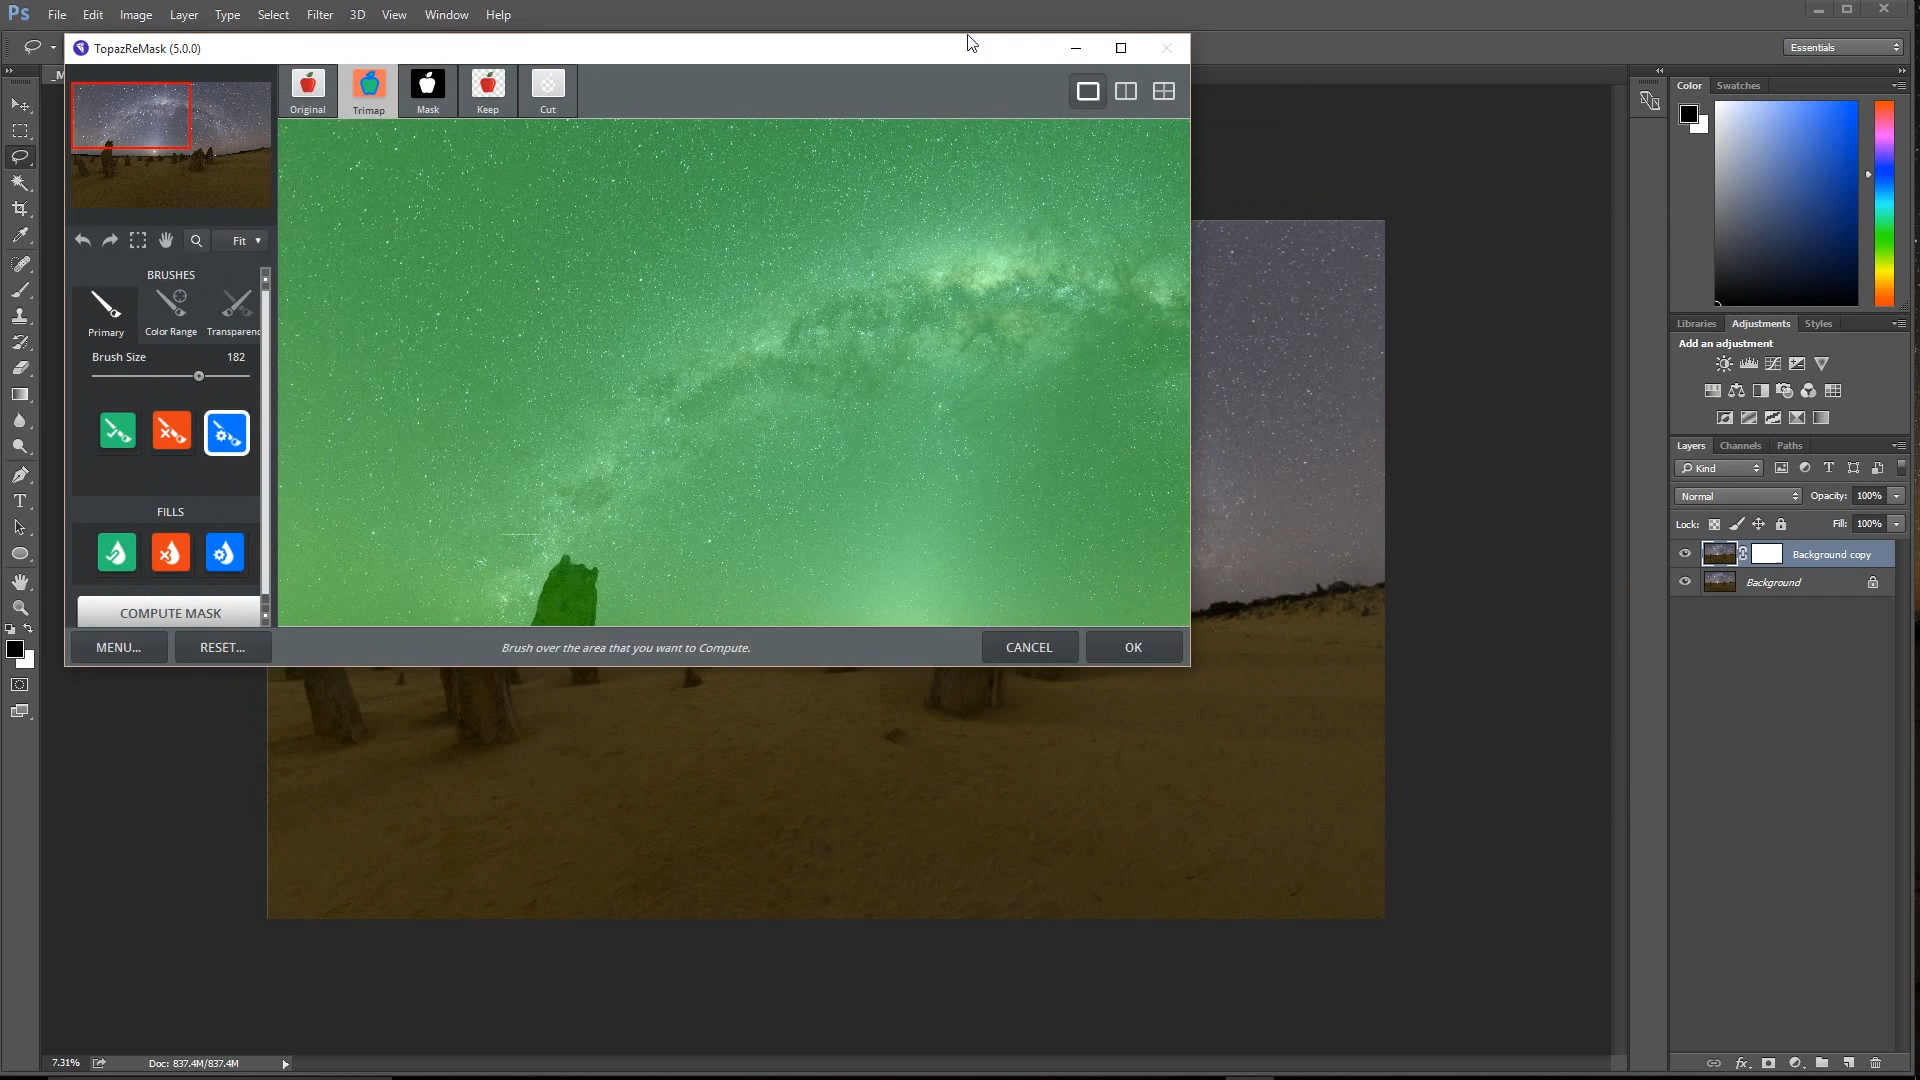 Ps File Edit Image Layer Type Select Filter 3D View Window Help
Essentials
TopazReMask (5.0.0)
_M
Original Trimap Mask Keep Cut
Fit
BRUSHES
Primary Color Range Transparenc
Brush Size 182
FILLS
COMPUTE MASK
MENU... RESET... Brush over the area that you want to Compute. CANCEL OK
Color Swatches
Libraries Adjustments Styles
Add an adjustment
Layers Channels Paths
Kind
Normal Opacity: 100%
Lock: Fill: 100%
Background copy
Background
7.31% Doc: 837.4M/837.4M